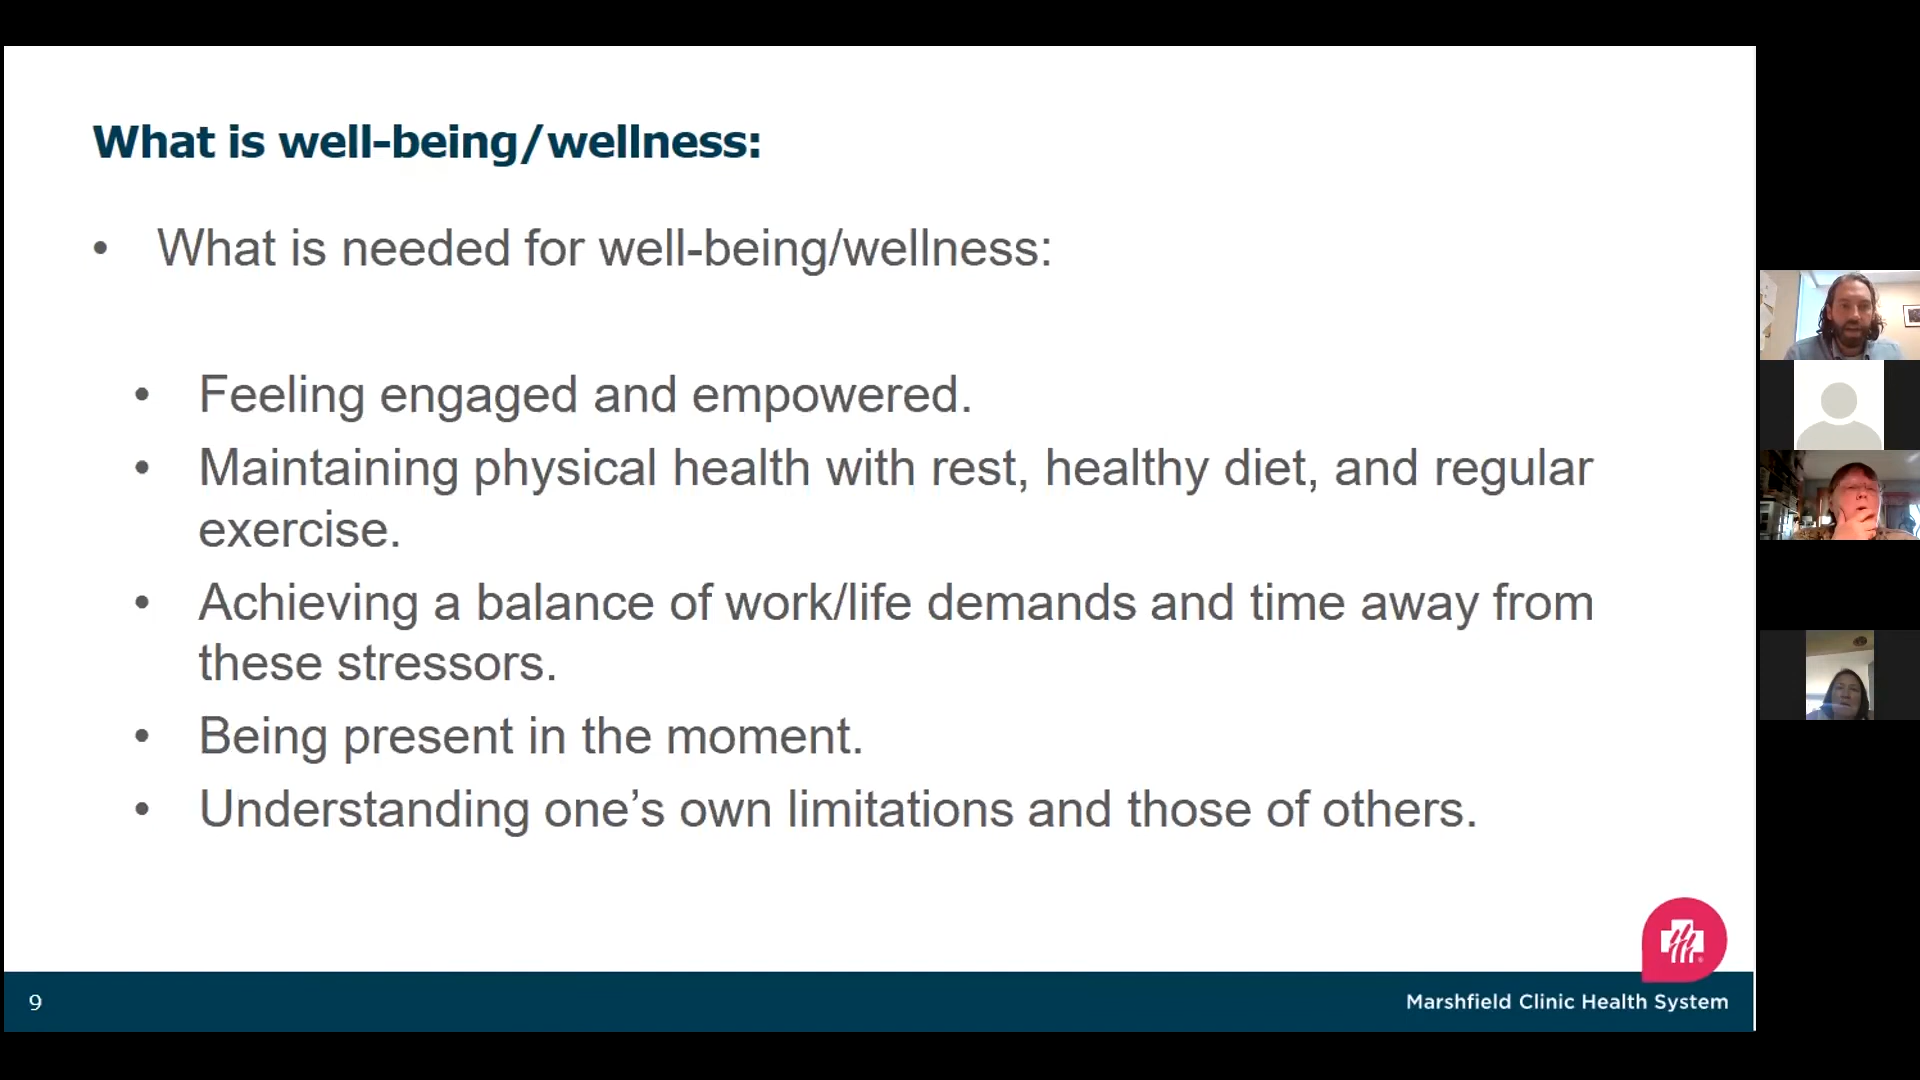 What is well-being/wellness:
• What is needed for well-being/wellness:
• Feeling engaged and empowered.
• Maintaining physical health with rest, healthy diet, and regular
exercise.
• Achieving a balance of work/life demands and time away from
these stressors.
• Being present in the moment.
• Understanding one’s own limitations and those of others.
9
Marshfield Clinic Health System